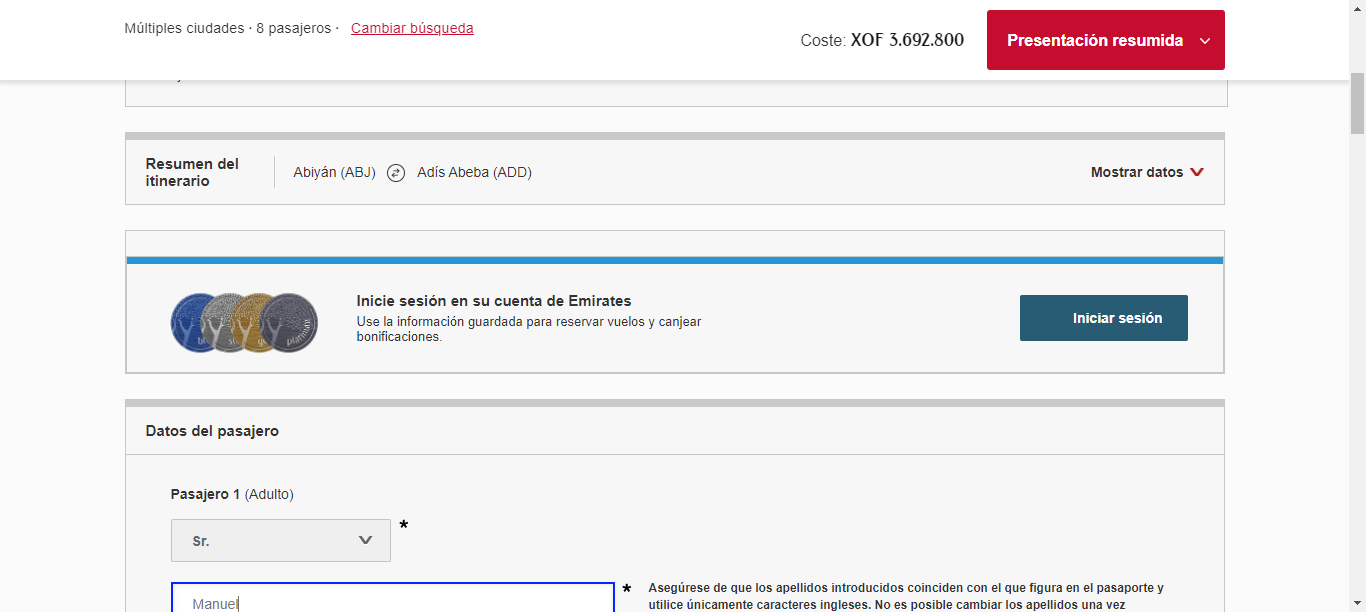 Múltiples ciudades · 8 pasajeros · Cambiar búsqueda
Coste: XOF 3.692.800
Presentación resumida
Resumen del
itinerario
Abiyán (ABJ)
Adís Abeba (ADD)
Mostrar datos
Inicie sesión en su cuenta de Emirates
Use la información guardada para reservar vuelos y canjear
bonificaciones.
platinum
Iniciar sesión
Datos del pasajero
Pasajero 1 (Adulto)
Sr.
*
Manuel
*
Asegúrese de que los apellidos introducidos coinciden con el que figura en el pasaporte y
utilice únicamente caracteres ingleses. No es posible cambiar los apellidos una vez